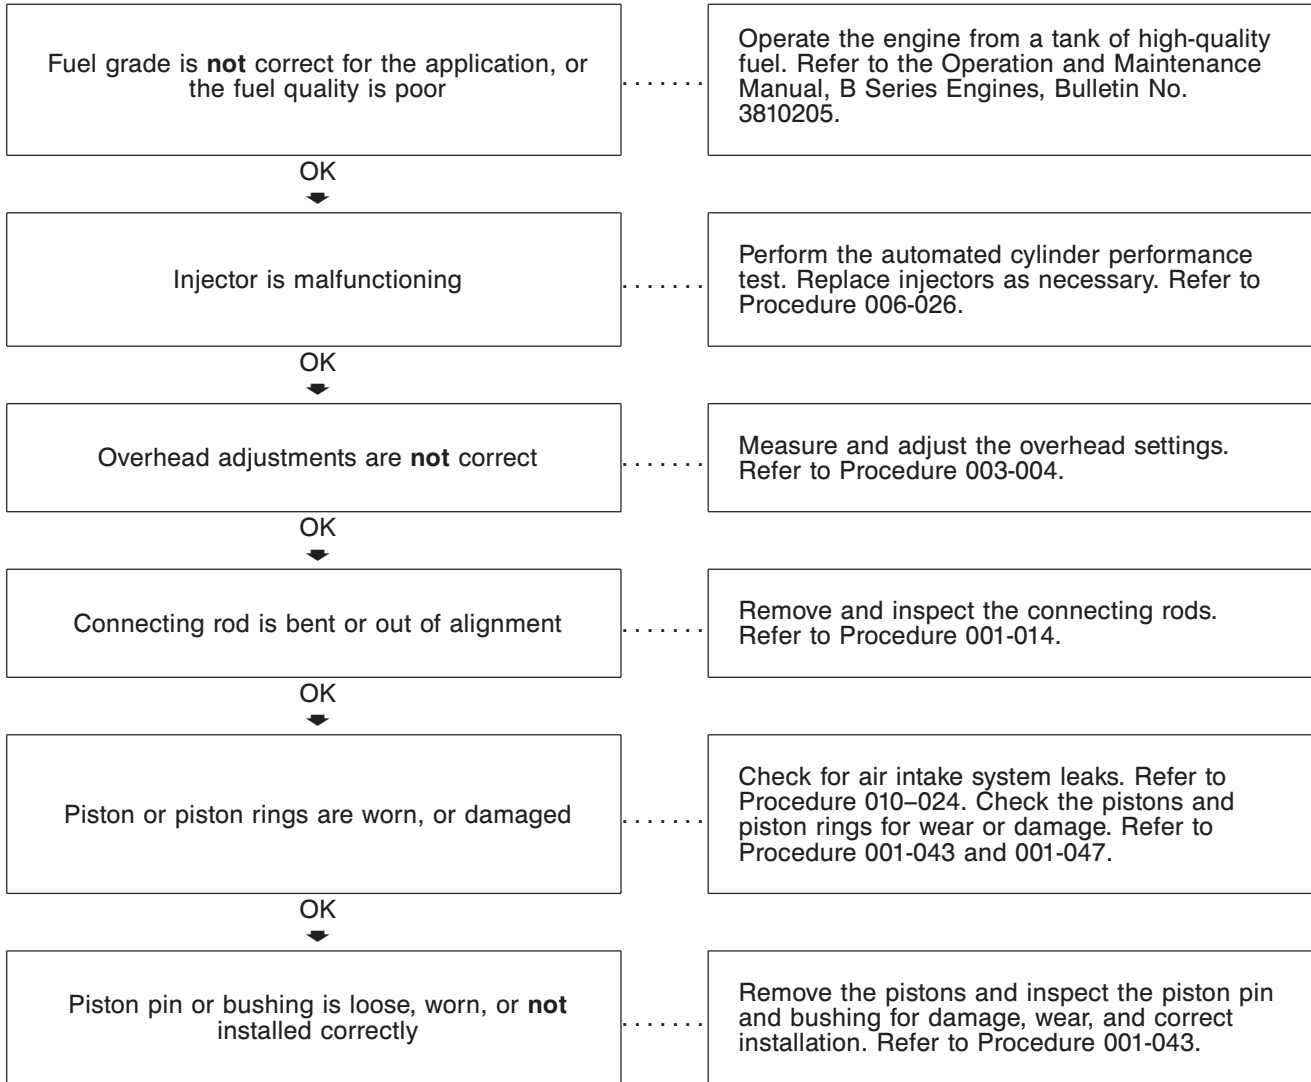 Fuel grade is not correct for the application, or
the fuel quality is poor
. . . . . . .
Operate the engine from a tank of high-quality
fuel. Refer to the Operation and Maintenance
Manual, B Series Engines, Bulletin No.
3810205.
OK
Injector is malfunctioning
. . . . . . .
Perform the automated cylinder performance
test. Replace injectors as necessary. Refer to
Procedure 006-026.
OK
Overhead adjustments are not correct
. . . . . . .
Measure and adjust the overhead settings.
Refer to Procedure 003-004.
OK
Connecting rod is bent or out of alignment
. . . . . . .
Remove and inspect the connecting rods.
Refer to Procedure 001-014.
OK
Piston or piston rings are worn, or damaged
. . . . . . .
Check for air intake system leaks. Refer to
Procedure 010–024. Check the pistons and
piston rings for wear or damage. Refer to
Procedure 001-043 and 001-047.
OK
Piston pin or bushing is loose, worn, or not
installed correctly
. . . . . . .
Remove the pistons and inspect the piston pin
and bushing for damage, wear, and correct
installation. Refer to Procedure 001-043.